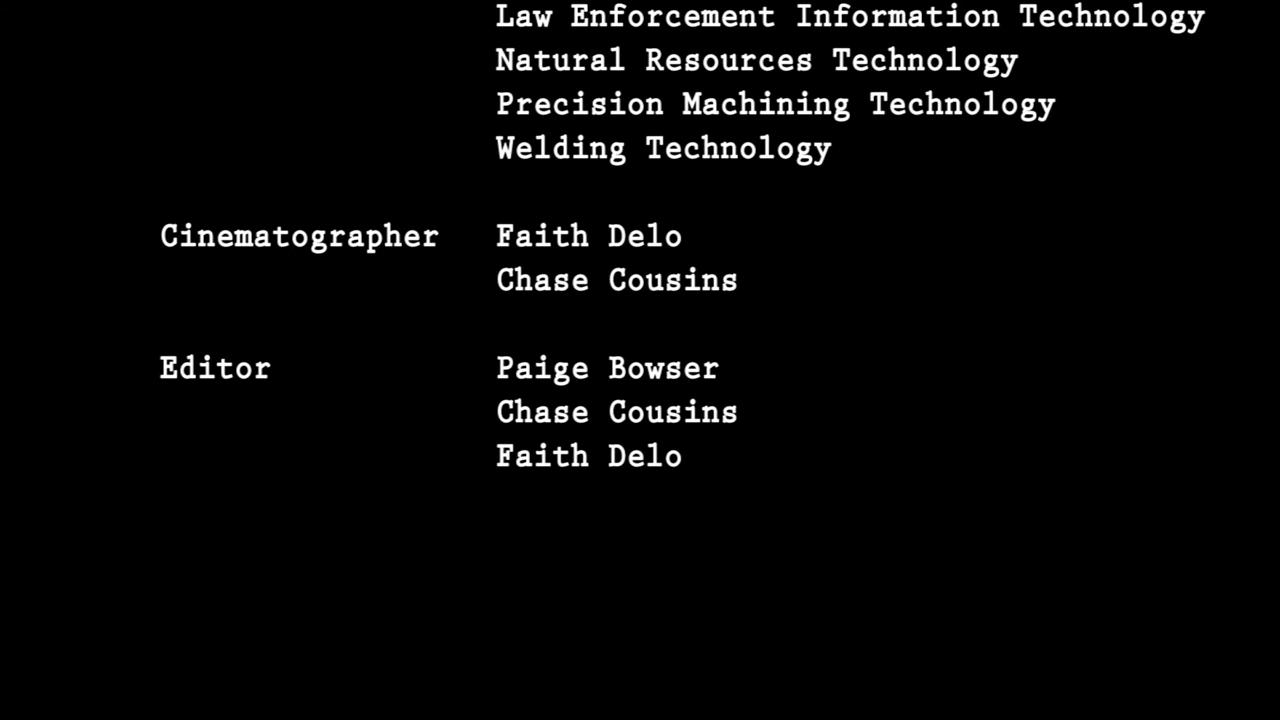 Law Enforcement Information Technology
Natural Resources Technology
Precision Machining Technology
Welding Technology
Cinematographer Faith Delo
Chase Cousins
Editor Paige Bowser
Chase Cousins
Faith Delo